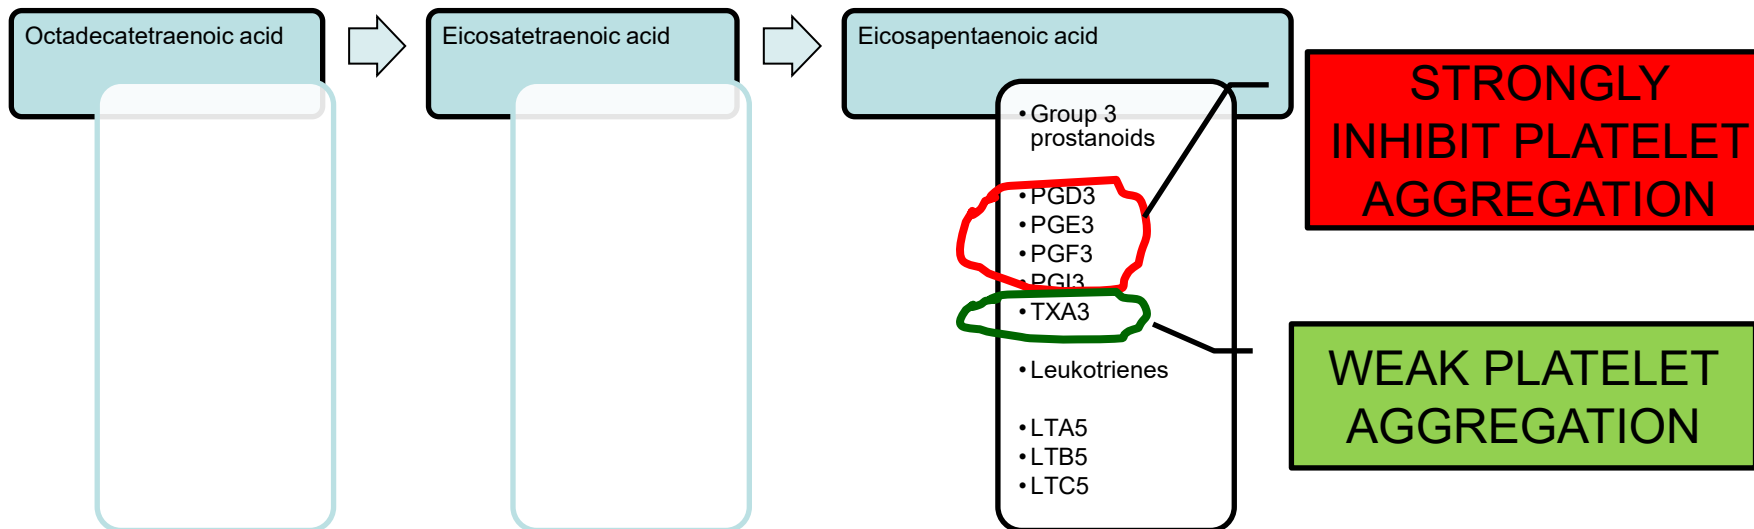 Octadecatetraenoic acid
Eicosatetraenoic acid
Eicosapentaenoic acid
• Group 3
prostanoids
• PGD3
• PGE3
• PGF3
• PGI3
• TXA3
• Leukotrienes
• LTA5
• LTB5
• LTC5
STRONGLY
INHIBIT PLATELET
AGGREGATION
WEAK PLATELET
AGGREGATION